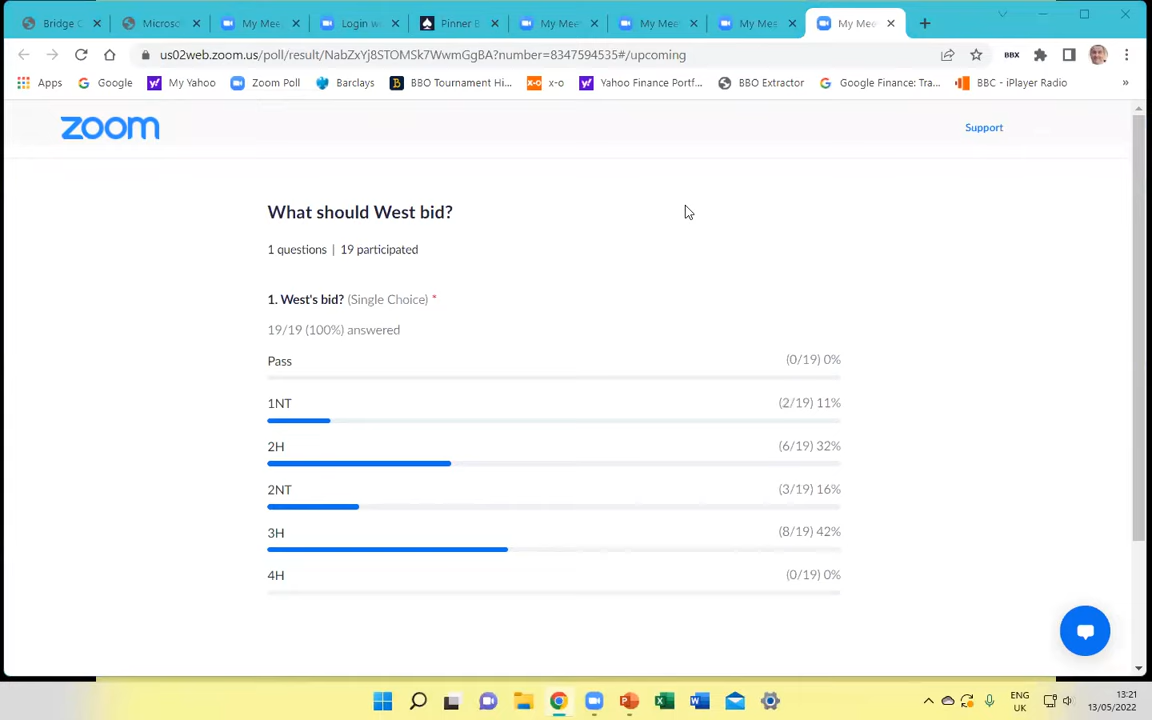 Bridge C
Microso
My Mee
Login w
Pinner B
My Meet
My Meet
My Mee
My Mee
us02web.zoom.us/poll/result/NabZxYj8STOMSk7WwmGgBA?number=8347594535#/upcoming
BBX
Apps
Google
My Yahoo
Zoom Poll
Barclays
BBO Tournament Hi...
x-o
x-o
Yahoo Finance Portf...
BBO Extractor
Google Finance: Tra...
BBC - iPlayer Radio
»
zoom
Support
What should West bid?
1 questions | 19 participated
1. West's bid? (Single Choice) *
19/19 (100%) answered
Pass (0/19) 0%
1NT (2/19) 11%
2H (6/19) 32%
2NT (3/19) 16%
3H (8/19) 42%
4H (0/19) 0%
ENG
UK
13:21
13/05/2022